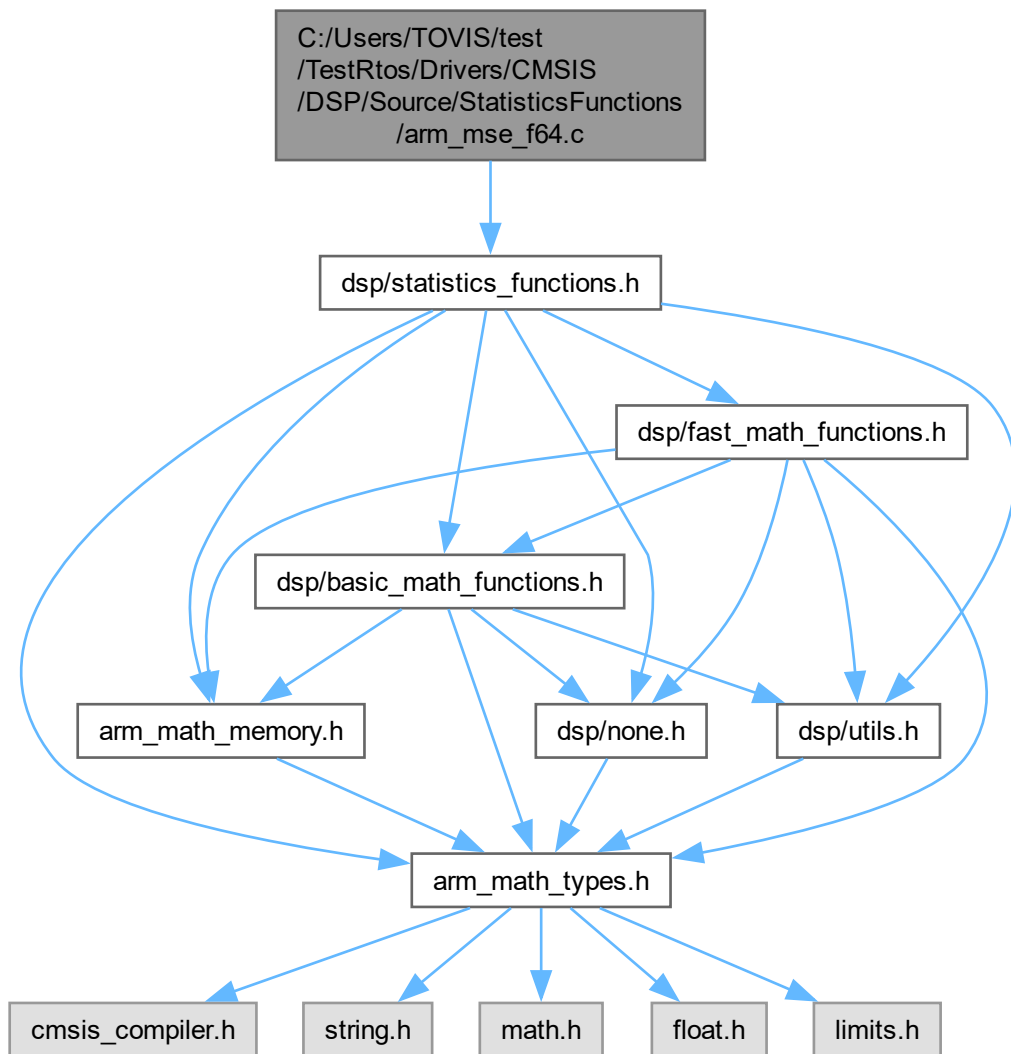 C:/Users/TOVIS/test
/TestRtos/Drivers/CMSIS
/DSP/Source/StatisticsFunctions
/arm_mse_f64.c
dsp/statistics_functions.h
dsp/fast_math_functions.h
dsp/basic_math_functions.h
arm_math_memory.h
dsp/none.h
dsp/utils.h
arm_math_types.h
cmsis_compiler.h
string.h
math.h
float.h
limits.h